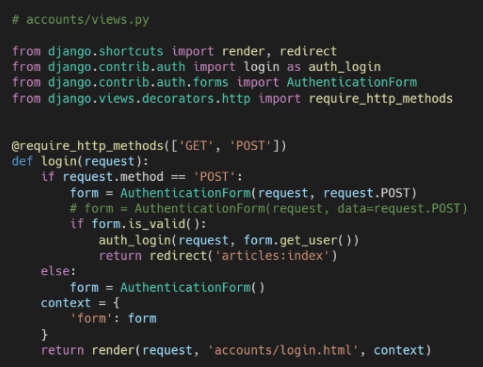 # accounts/views.py
from django.shortcuts import render, redirect
from django.contrib.auth import login as auth_login
from django.contrib.auth.forms import AuthenticationForm
from django.views.decorators.http import require_http_methods
@require_http_methods(['GET', 'POST'])
def login(request):
    if request.method == 'POST':
        form = AuthenticationForm(request, request.POST)
        # form = AuthenticationForm(request, data=request.POST)
        if form.is_valid():
            auth_login(request, form.get_user())
            return redirect('articles:index')
    else:
        form = AuthenticationForm()
    context = {
        'form': form
    }
    return render(request, 'accounts/login.html', context)